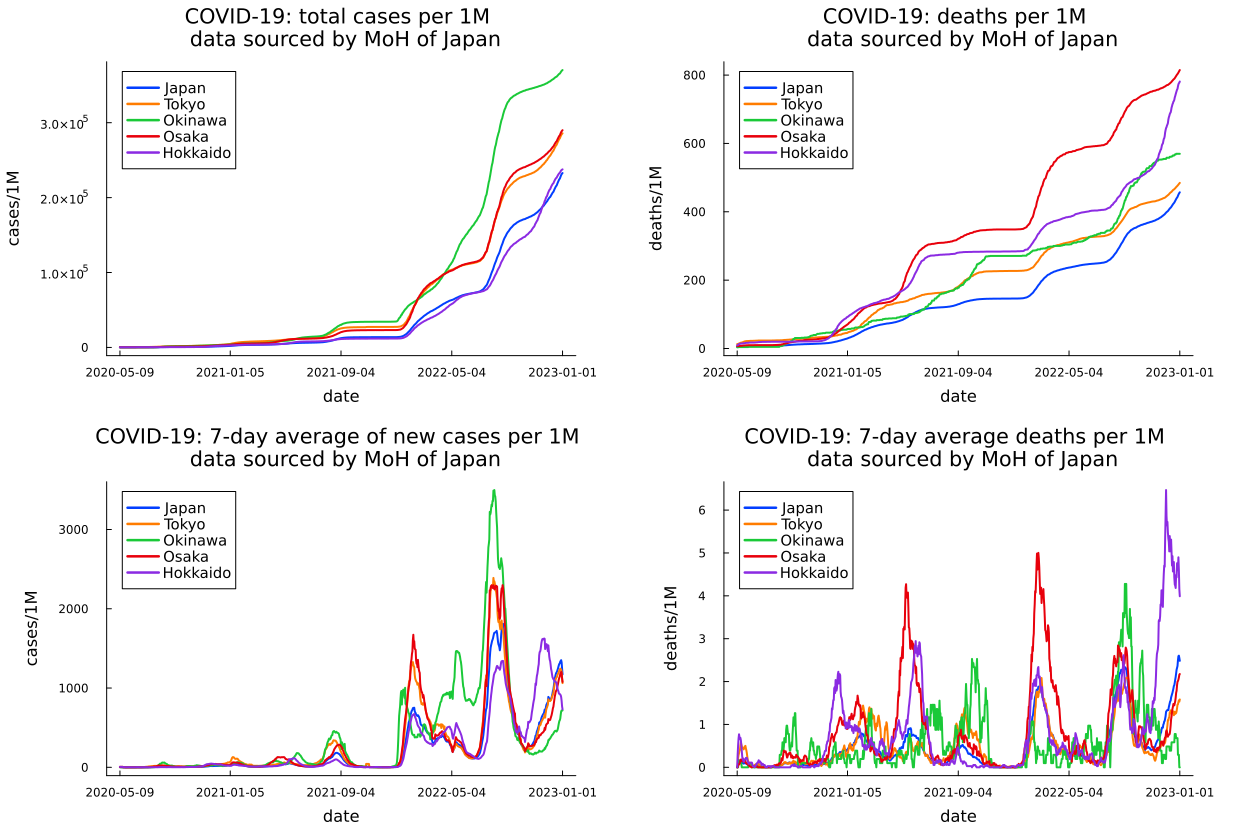 COVID-19: total cases per 1M
data sourced by MoH of Japan
cases/1M
3.0×10⁵
2.0×10⁵
1.0×10⁵
0
Japan
Tokyo
Okinawa
Osaka
Hokkaido
2020-05-09
2021-01-05
2021-09-04
2022-05-04
2023-01-01
date
COVID-19: deaths per 1M
data sourced by MoH of Japan
deaths/1M
800
600
400
200
0
Japan
Tokyo
Okinawa
Osaka
Hokkaido
2020-05-09
2021-01-05
2021-09-04
2022-05-04
2023-01-01
date
COVID-19: 7-day average of new cases per 1M
data sourced by MoH of Japan
cases/1M
3000
2000
1000
0
Japan
Tokyo
Okinawa
Osaka
Hokkaido
2020-05-09
2021-01-05
2021-09-04
2022-05-04
2023-01-01
date
COVID-19: 7-day average deaths per 1M
data sourced by MoH of Japan
deaths/1M
6
5
4
3
2
1
0
Japan
Tokyo
Okinawa
Osaka
Hokkaido
2020-05-09
2021-01-05
2021-09-04
2022-05-04
2023-01-01
date